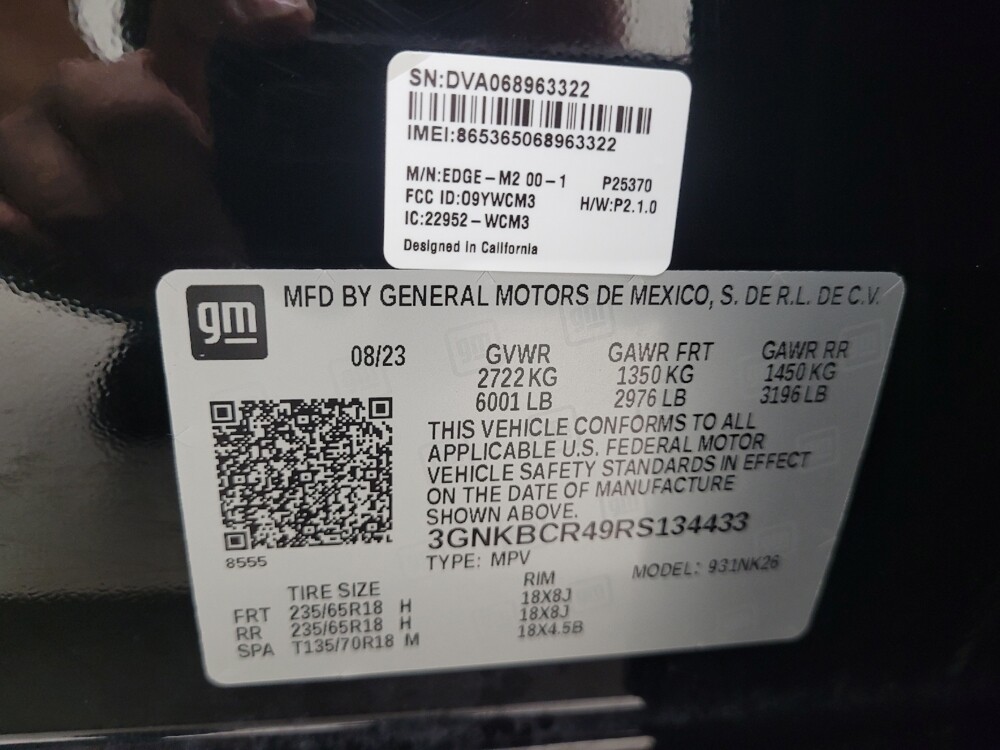 SN:DVA068963322
IMEI:865365068963322
M/N:EDGE-M2 00-1 P25370
FCC ID:O9YWCM3 H/W:P2.1.0
IC:22952-WCM3
Designed In California
gm MFD BY GENERAL MOTORS DE MEXICO, S. DE R.L. DE C.V.
08/23 GVWR GAWR FRT GAWR RR
2722 KG 1350 KG 1450 KG
6001 LB 2976 LB 3196 LB
THIS VEHICLE CONFORMS TO ALL
APPLICABLE U.S. FEDERAL MOTOR
VEHICLE SAFETY STANDARDS IN EFFECT
ON THE DATE OF MANUFACTURE
SHOWN ABOVE.
3GNKBCR49RS134433
8555
TYPE: MPV MODEL: 931NK26
TIRE SIZE RIM
FRT 235/65R18 H 18X8J
RR 235/65R18 H 18X8J
SPA T135/70R18 M 18X4.5B